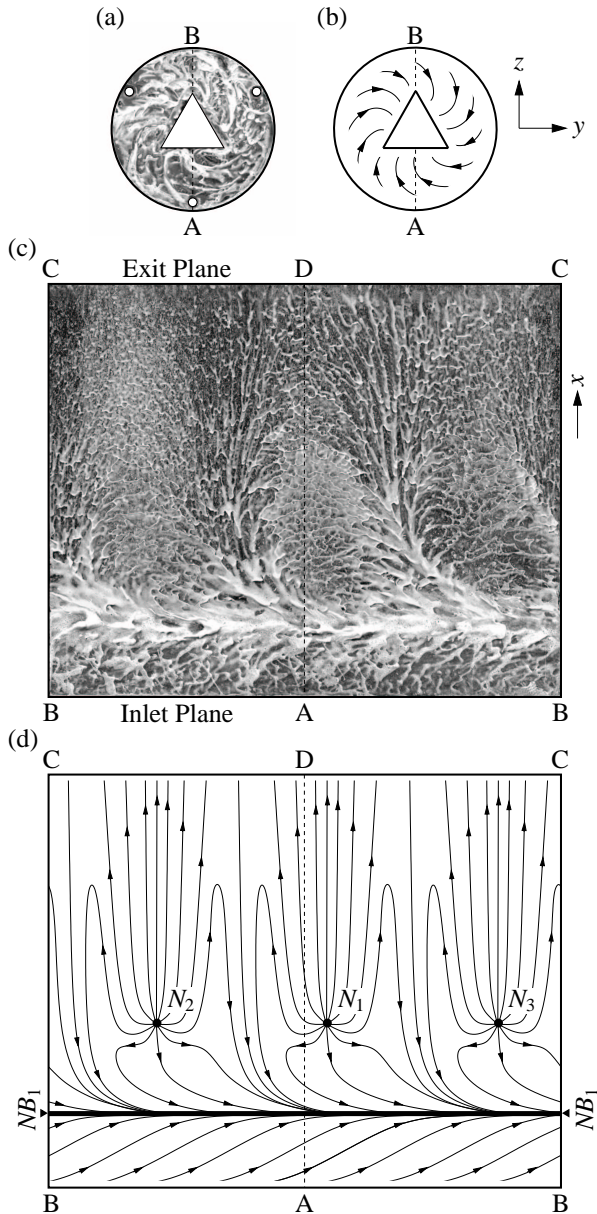 (a)
B
A
(b)
B
A
z
y
(c)
C Exit Plane D C
x
B Inlet Plane A B
(d)
C D C
N2 N1 N3
NB1 NB1
B A B